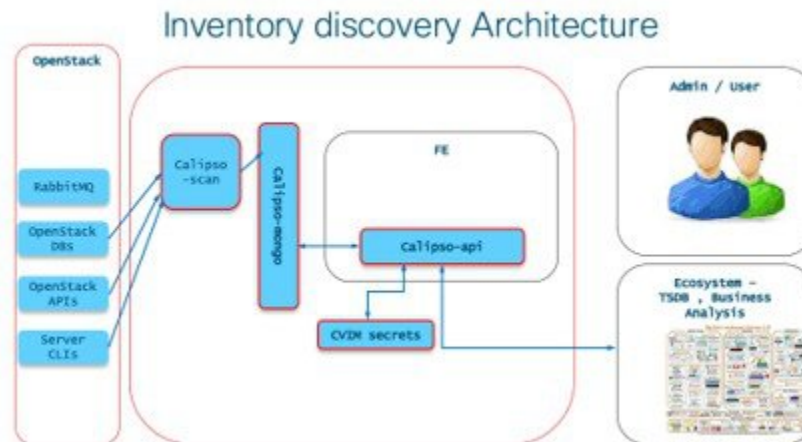 Inventory discovery Architecture
OpenStack
RabbitMQ
OpenStack
DBs
OpenStack
APIs
Server
CLIs
Calipso
-scan
Calipso-mongo
FE
Calipso-api
CVIM secrets
Admin / User
Ecosystem -
TSDB , Business
Analysis